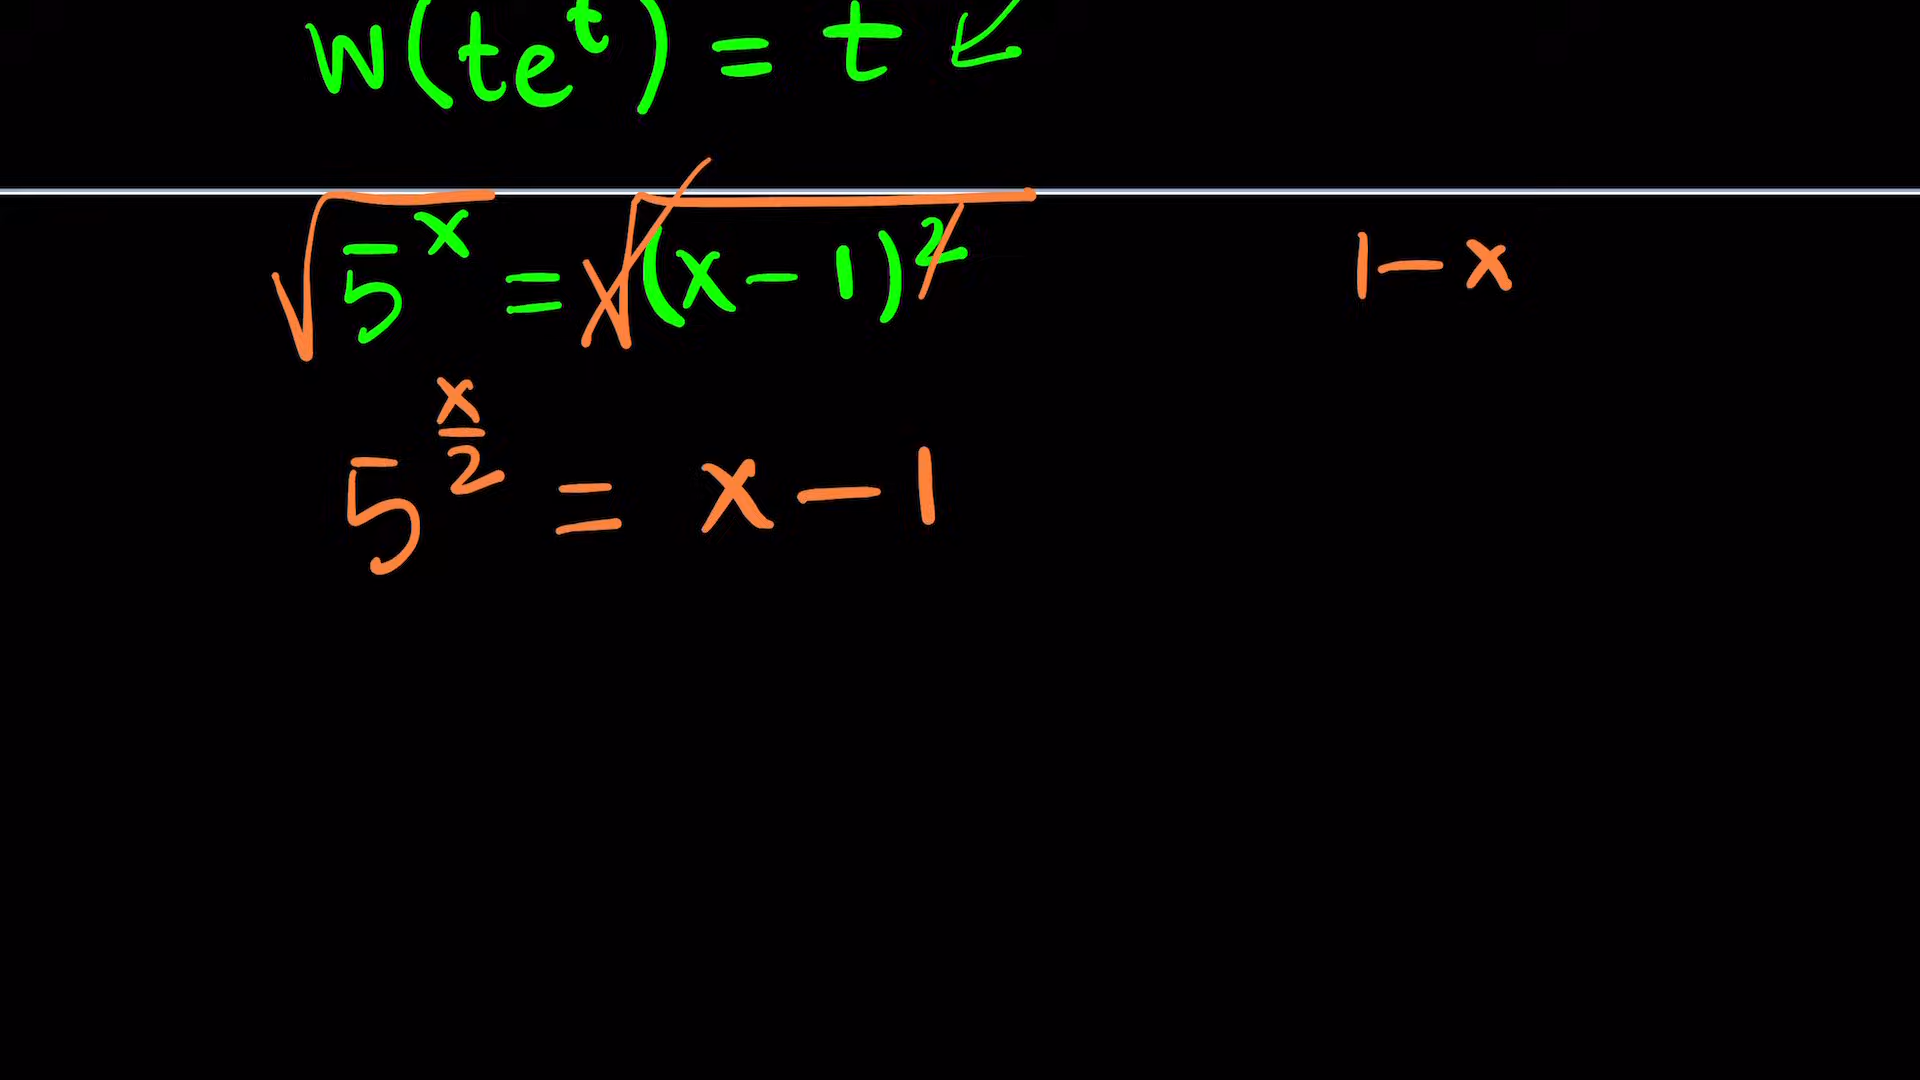 W(te^t) = t
√5^x = √(x-1)^2
1-x
5^(x/2) = x-1